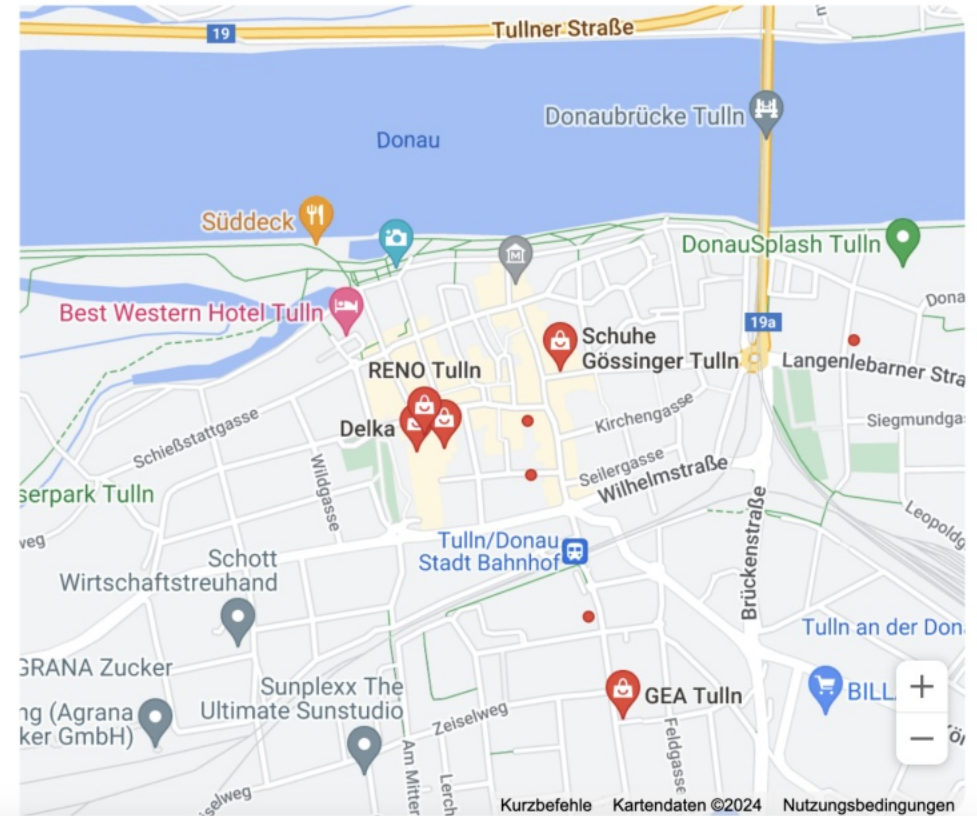 19
Tullner Straße
Donaubrücke Tulln
Donau
Süddeck
DonauSplash Tulln
Best Western Hotel Tulln
Dona
19a
Schuhe
Gössinger Tulln
Langenlebarner Stra
RENO Tulln
Delka
Kirchengasse
Siegmundga
Schießstattgasse
Wildgasse
Seilergasse
Wilhelmstraße
serpark Tulln
weg
Leopoldg
Tulln/Donau
Stadt Bahnhof
Brückenstraße
Schott
Wirtschaftstreuhand
Tulln an der Don
GRANA Zucker
ng (Agrana
ker GmbH)
Sunplexx The
Ultimate Sunstudio
GEA Tulln
BILL
Zeiselweg
Feldgasse
Am Mitter
Lerch
selweg
Kurzbefehle Kartendaten ©2024 Nutzungsbedingungen